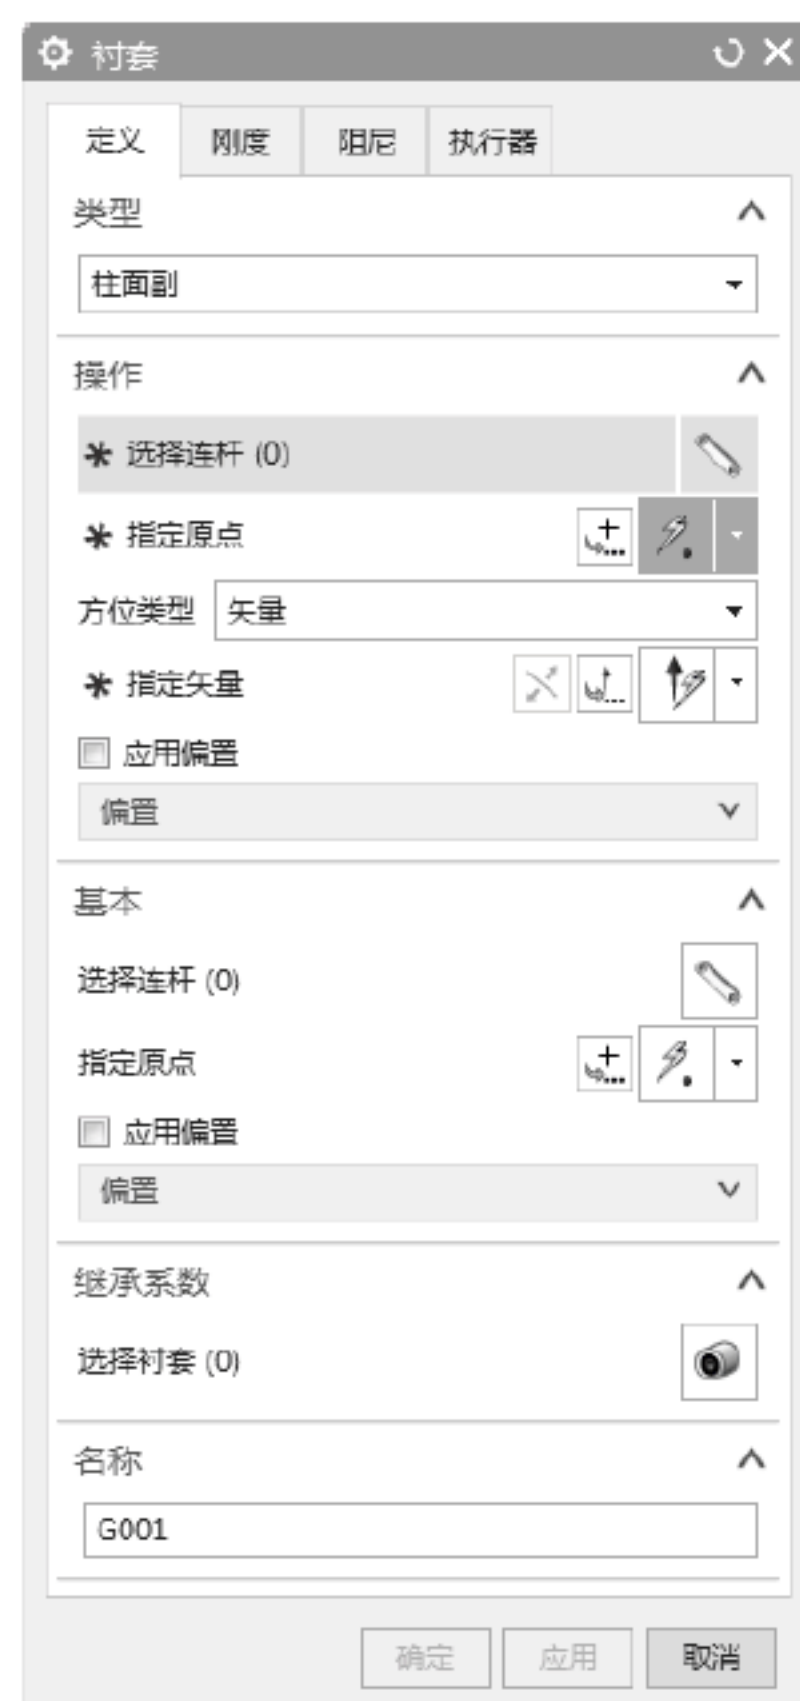 衬套
定义 刚度 阻尼 执行器
类型
柱面副
操作
* 选择连杆 (0)
* 指定原点
方位类型 矢量
* 指定矢量
应用偏置
偏置
基本
选择连杆 (0)
指定原点
应用偏置
偏置
继承系数
选择衬套 (0)
名称
G001
确定 应用 取消